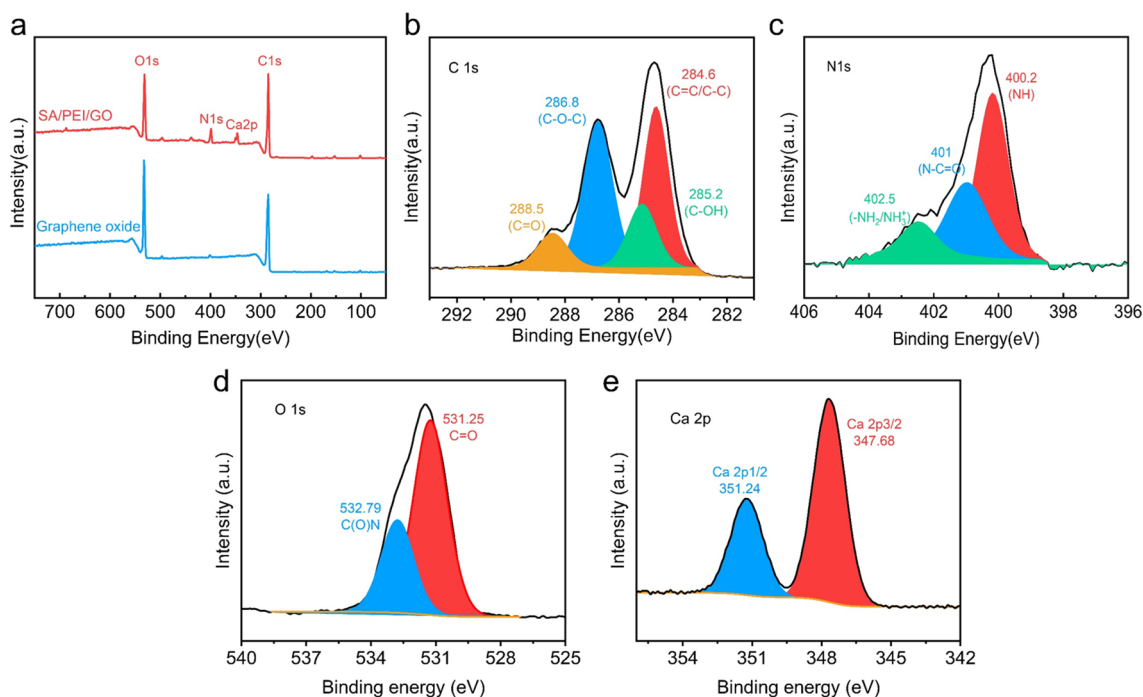 a
O1s
C1s
SA/PEI/GO
N1s
Ca2p
Graphene oxide
Intensity(a.u.)
700 600 500 400 300 200 100
Binding Energy(eV)
b
C 1s
284.6
(C=C/C-C)
286.8
(C-O-C)
285.2
(C-OH)
288.5
(C=O)
Intensity(a.u.)
292 290 288 286 284 282
Binding Energy(eV)
c
N1s
400.2
(NH)
401
(N-C=O)
402.5
(-NH₂/NH₃⁺)
Intensity(a.u.)
406 404 402 400 398 396
Binding Energy(eV)
d
O 1s
531.25
C=O
532.79
C(O)N
Intensity (a.u.)
540 537 534 531 528 525
Binding energy (eV)
e
Ca 2p
Ca 2p3/2
347.68
Ca 2p1/2
351.24
Intensity (a.u.)
354 351 348 345 342
Binding energy (eV)